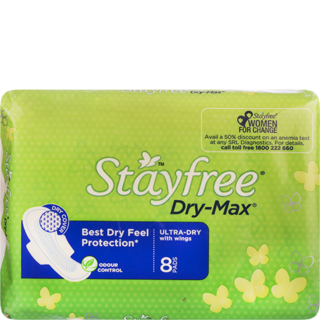 Stayfree®
WOMEN
FOR CHANGE
Avail a 50% discount on an anemia test
at any SRL Diagnostics. For details,
call toll free 1800 222 660
Stayfree®
Dry-Max®
DRY COVER
Best Dry Feel
Protection*
ODOUR
CONTROL
ULTRA-DRY
with wings
8 PADS